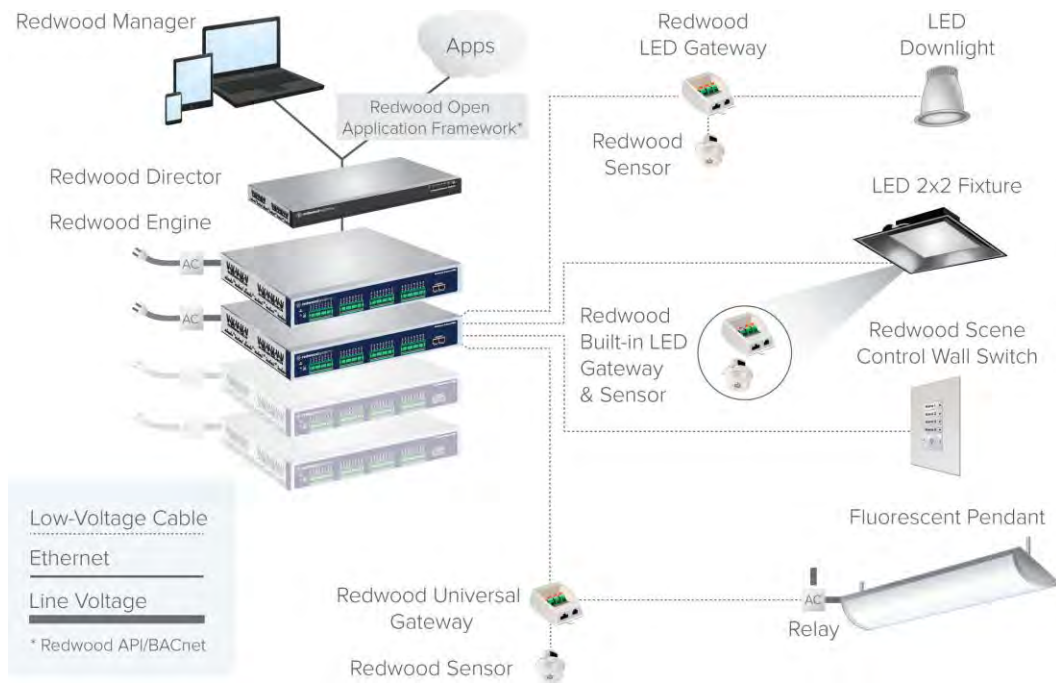 Redwood Manager
Apps
Redwood Open
Application Framework*
Redwood Director
Redwood Engine
AC
AC
Redwood
LED Gateway
LED
Downlight
Redwood
Sensor
LED 2x2 Fixture
Redwood
Built-in LED
Gateway
& Sensor
Redwood Scene
Control Wall Switch
Low-Voltage Cable
Ethernet
Line Voltage
* Redwood API/BACnet
Redwood Universal
Gateway
Redwood Sensor
Fluorescent Pendant
AC
Relay